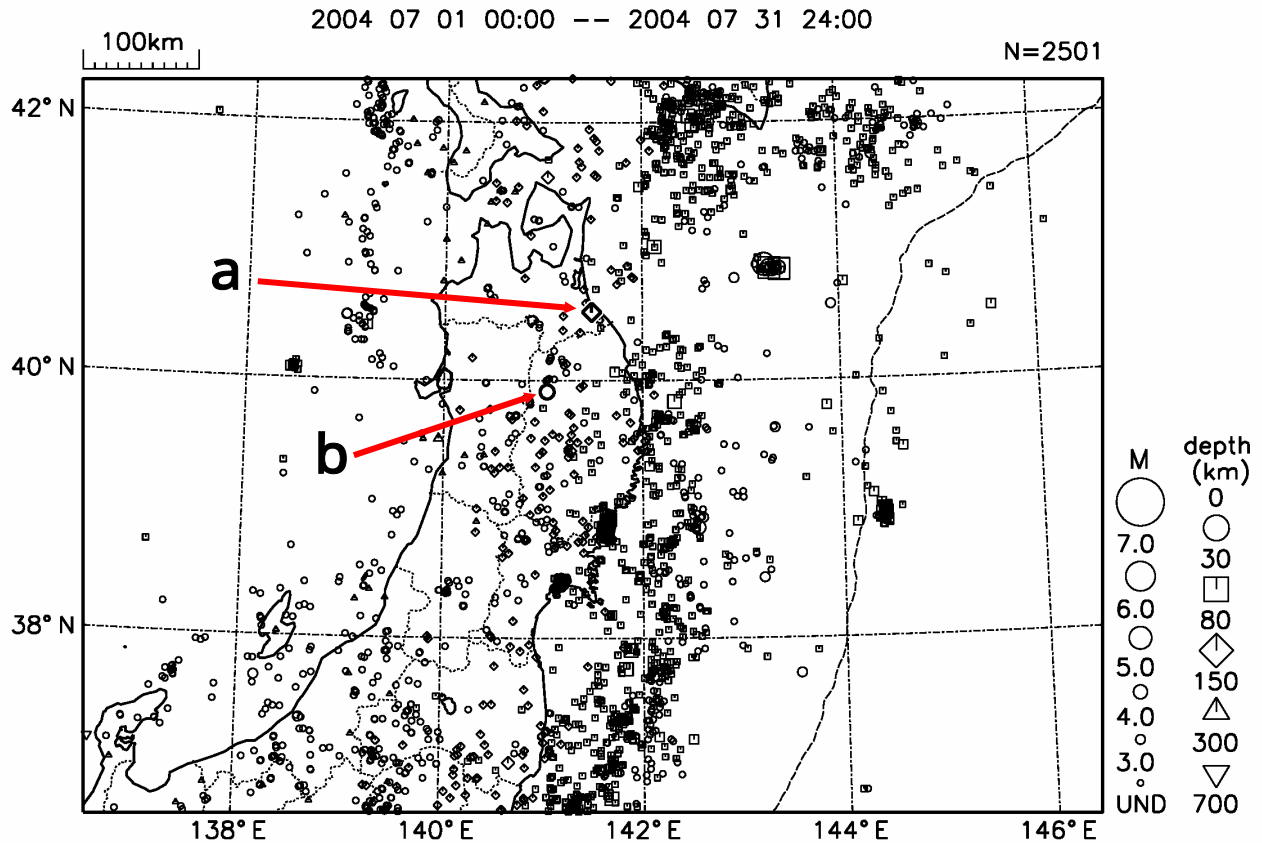 2004 07 01 00:00 -- 2004 07 31 24:00
100km
N=2501
42° N
a
40° N
b
38° N
M
7.0
6.0
5.0
4.0
3.0
UND
depth
(km)
0
30
80
150
300
700
138° E
140° E
142° E
144° E
146° E